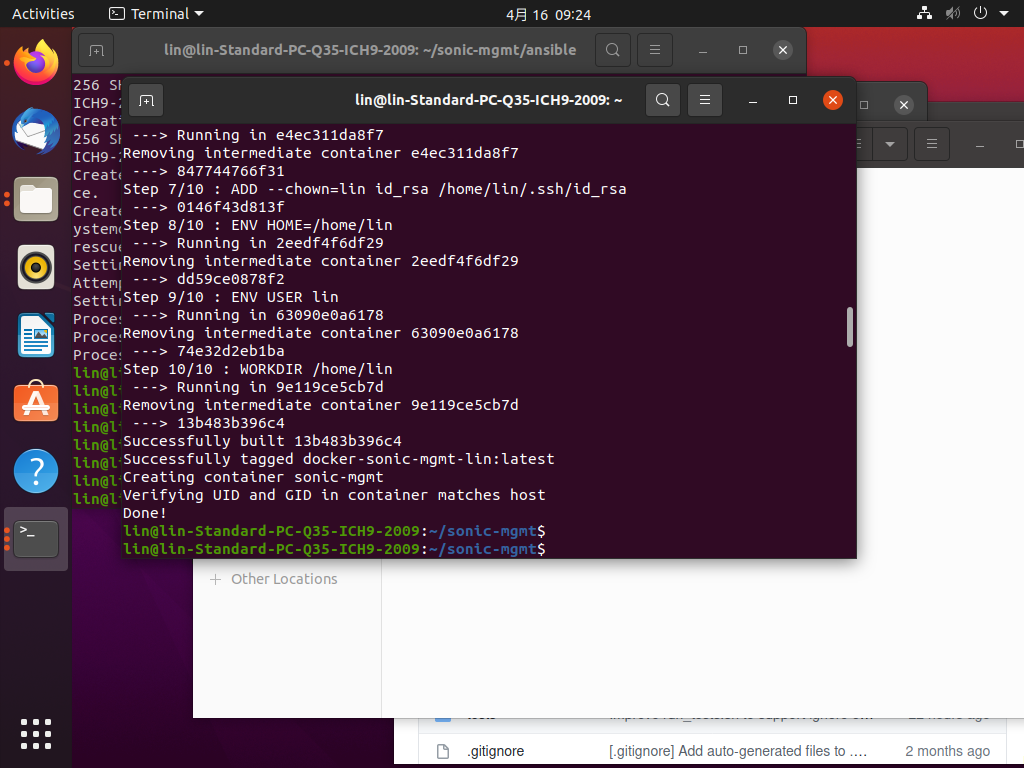 Activities
Terminal
4月 16 09:24
lin@lin-Standard-PC-Q35-ICH9-2009: ~/sonic-mgmt/ansible
256 SH
ICH9-2
Creati
256 SH
ICH9-2
Create
ce.
Create
ystemd
rescue
Settin
Attemp
Settin
Proces
Proces
Proces
lin@li
lin@li
lin@li
lin@li
lin@li
lin@li
lin@li
lin@li
lin@lin-Standard-PC-Q35-ICH9-2009: ~
---> Running in e4ec311da8f7
Removing intermediate container e4ec311da8f7
---> 847744766f31
Step 7/10 : ADD --chown=lin id_rsa /home/lin/.ssh/id_rsa
---> 0146f43d813f
Step 8/10 : ENV HOME=/home/lin
---> Running in 2eedf4f6df29
Removing intermediate container 2eedf4f6df29
---> dd59ce0878f2
Step 9/10 : ENV USER lin
---> Running in 63090e0a6178
Removing intermediate container 63090e0a6178
---> 74e32d2eb1ba
Step 10/10 : WORKDIR /home/lin
---> Running in 9e119ce5cb7d
Removing intermediate container 9e119ce5cb7d
---> 13b483b396c4
Successfully built 13b483b396c4
Successfully tagged docker-sonic-mgmt-lin:latest
Creating container sonic-mgmt
Verifying UID and GID in container matches host
Done!
lin@lin-Standard-PC-Q35-ICH9-2009:~/sonic-mgmt$
lin@lin-Standard-PC-Q35-ICH9-2009:~/sonic-mgmt$
+ Other Locations
.gitignore [.gitignore] Add auto-generated files to .… 2 months ago